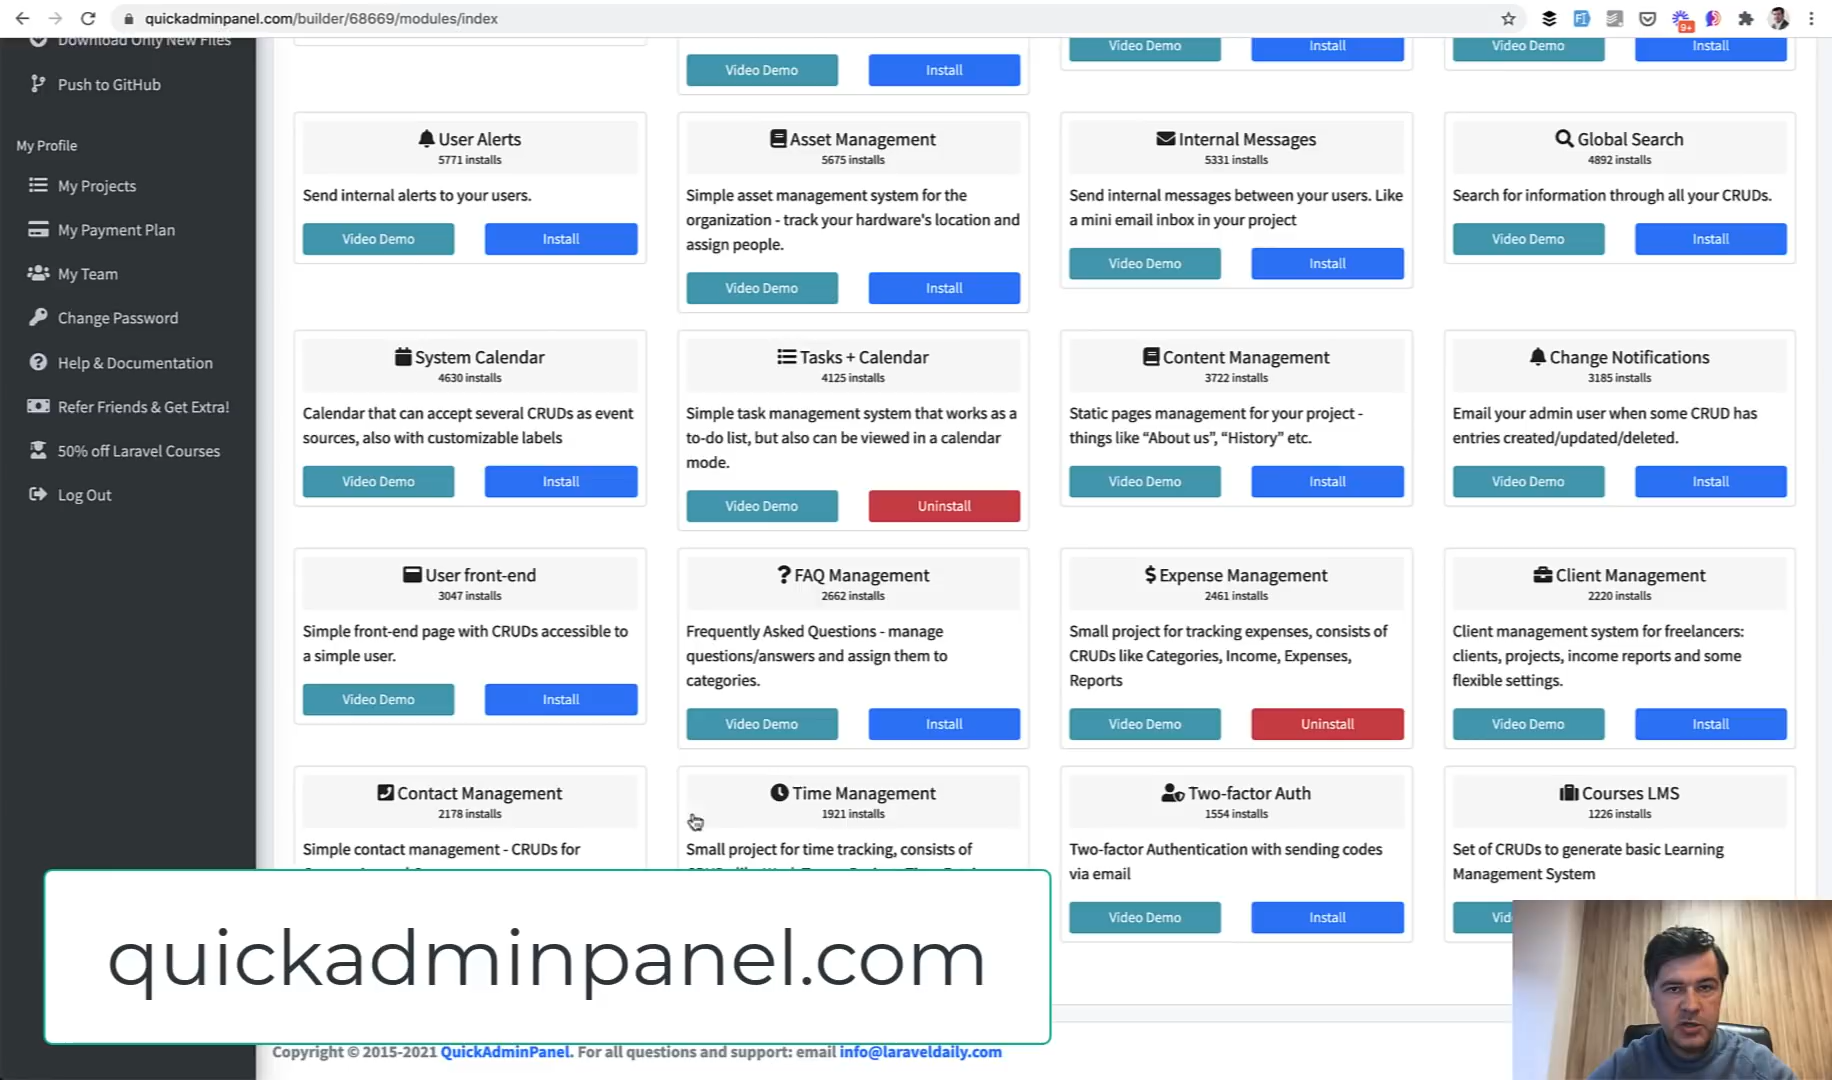 quickadminpanel.com/builder/68669/modules/index
9+
Download Only New Files
Push to GitHub
My Profile
My Projects
My Payment Plan
My Team
Change Password
Help & Documentation
Refer Friends & Get Extra!
50% off Laravel Courses
Log Out
Video Demo
Install
Video Demo
Install
Video Demo
Install
User Alerts
5771 installs
Send internal alerts to your users.
Video Demo
Install
Asset Management
5675 installs
Simple asset management system for the
organization - track your hardware's location and
assign people.
Video Demo
Install
Internal Messages
5331 installs
Send internal messages between your users. Like
a mini email inbox in your project
Video Demo
Install
Global Search
4892 installs
Search for information through all your CRUDs.
Video Demo
Install
System Calendar
4630 installs
Calendar that can accept several CRUDs as event
sources, also with customizable labels
Video Demo
Install
Tasks + Calendar
4125 installs
Simple task management system that works as a
to-do list, but also can be viewed in a calendar
mode.
Video Demo
Uninstall
Content Management
3722 installs
Static pages management for your project -
things like “About us”, “History” etc.
Video Demo
Install
Change Notifications
3185 installs
Email your admin user when some CRUD has
entries created/updated/deleted.
Video Demo
Install
User front-end
3047 installs
Simple front-end page with CRUDs accessible to
a simple user.
Video Demo
Install
FAQ Management
2662 installs
Frequently Asked Questions - manage
questions/answers and assign them to
categories.
Video Demo
Install
Expense Management
2461 installs
Small project for tracking expenses, consists of
CRUDs like Categories, Income, Expenses,
Reports
Video Demo
Uninstall
Client Management
2220 installs
Client management system for freelancers:
clients, projects, income reports and some
flexible settings.
Video Demo
Install
Contact Management
2178 installs
Simple contact management - CRUDs for
Time Management
1921 installs
Small project for time tracking, consists of
Two-factor Auth
1554 installs
Two-factor Authentication with sending codes
via email
Video Demo
Install
Courses LMS
1226 installs
Set of CRUDs to generate basic Learning
Management System
quickadminpanel.com
Copyright © 2015-2021 QuickAdminPanel. For all questions and support: email info@laraveldaily.com